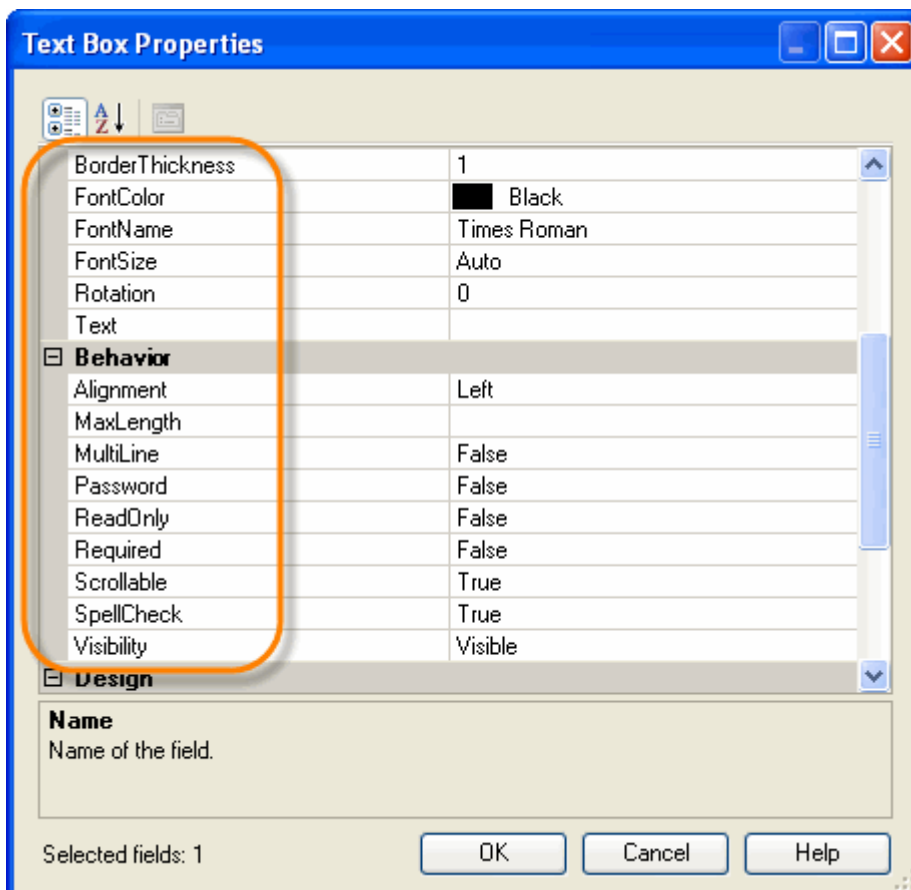 Text Box Properties
A
Z
BorderThickness 1
FontColor Black
FontName Times Roman
FontSize Auto
Rotation 0
Text
Behavior
Alignment Left
MaxLength
MultiLine False
Password False
ReadOnly False
Required False
Scrollable True
SpellCheck True
Visibility Visible
Design
Name
Name of the field.
Selected fields: 1 OK Cancel Help